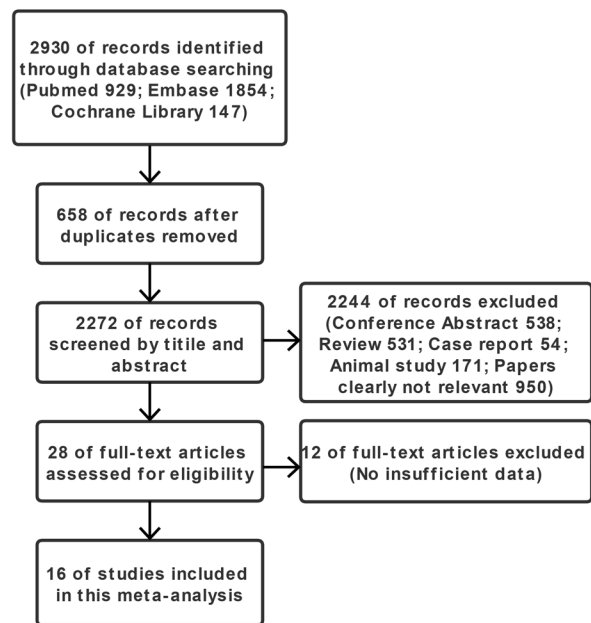 2930 of records identified
through database searching
(Pubmed 929; Embase 1854;
Cochrane Library 147)
658 of records after
duplicates removed
2272 of records
screened by titile and
abstract
2244 of records excluded
(Conference Abstract 538;
Review 531; Case report 54;
Animal study 171; Papers
clearly not relevant 950)
28 of full-text articles
assessed for eligibility
12 of full-text articles excluded
(No insufficient data)
16 of studies included
in this meta-analysis